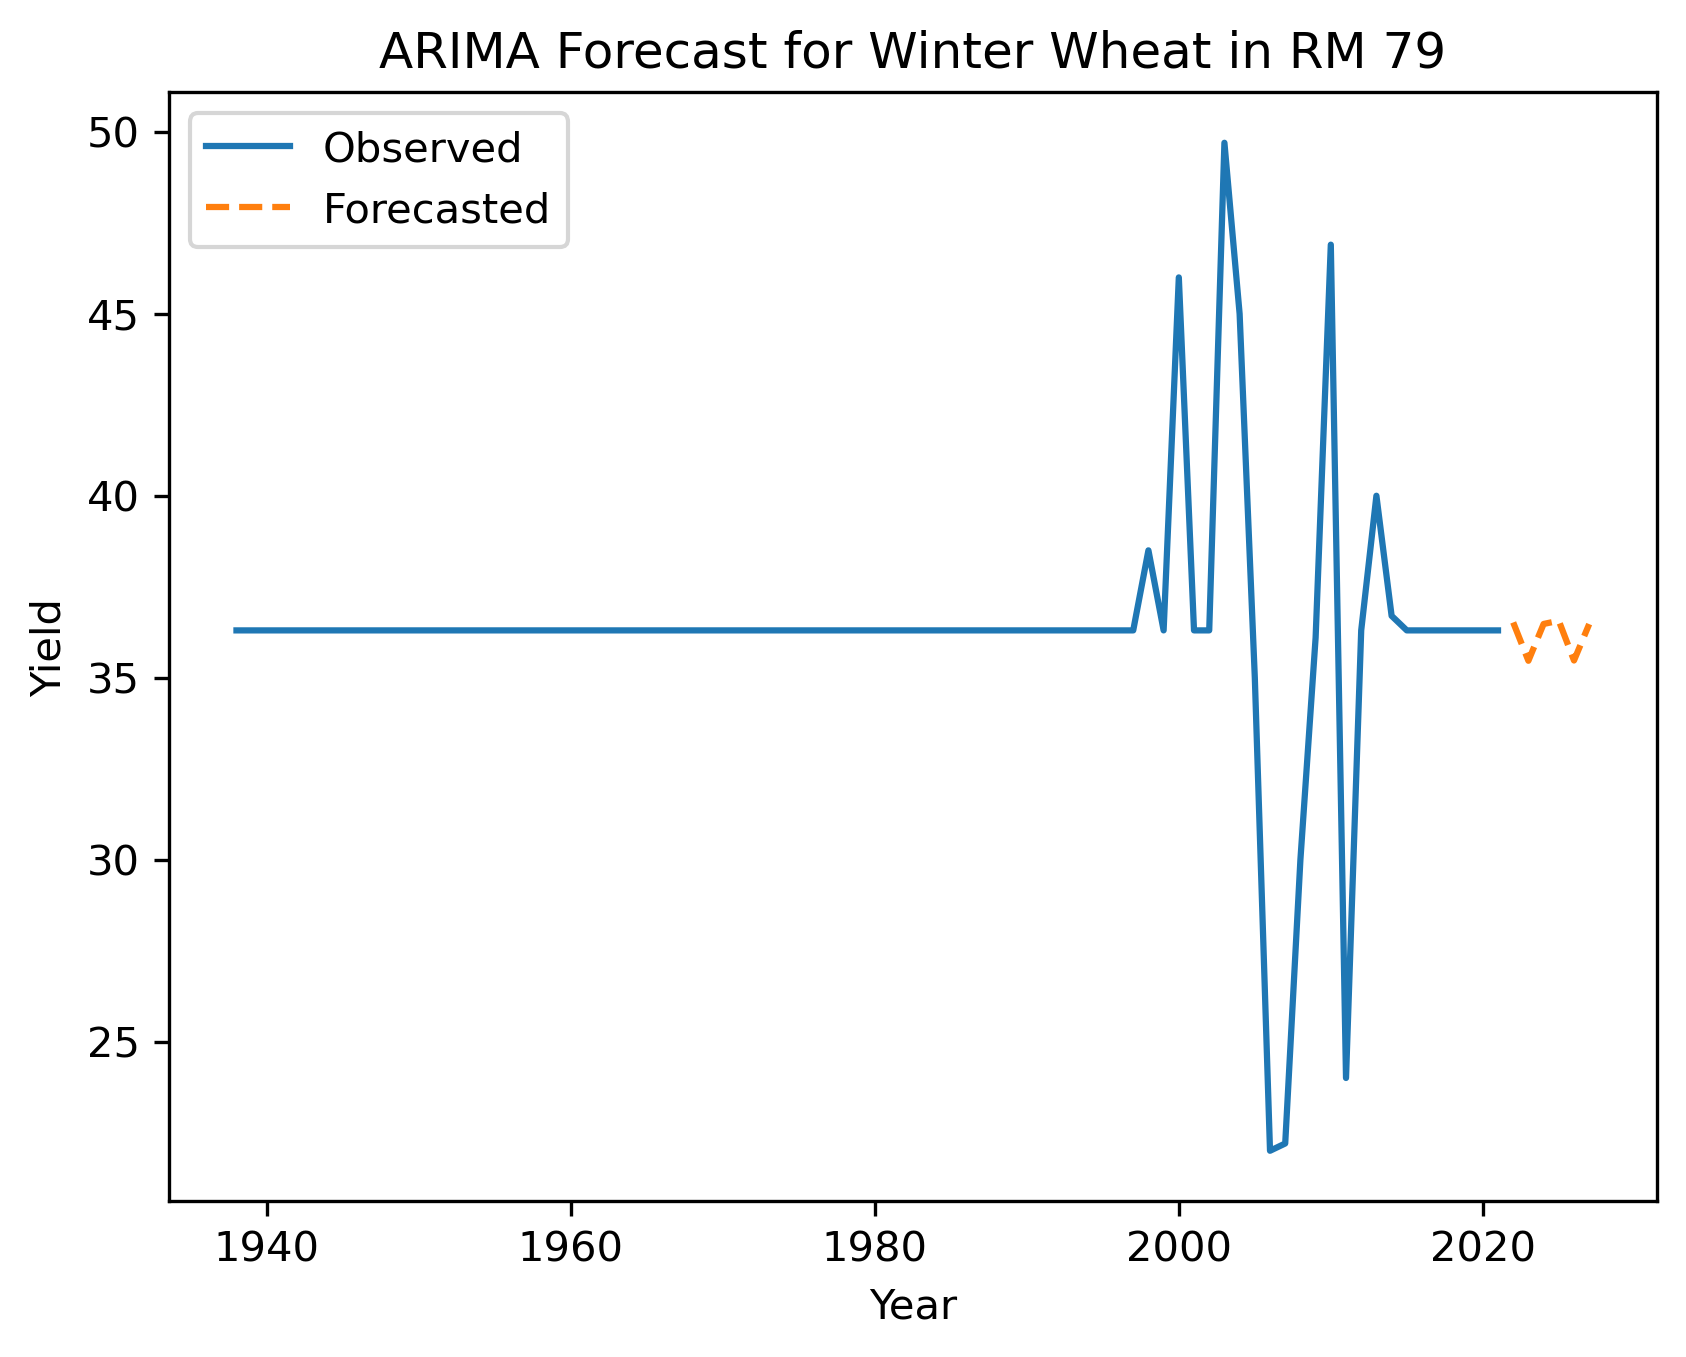 ARIMA Forecast for Winter Wheat in RM 79
Observed
Forecasted
50
45
40
35
30
25
Yield
1940 1960 1980 2000 2020
Year